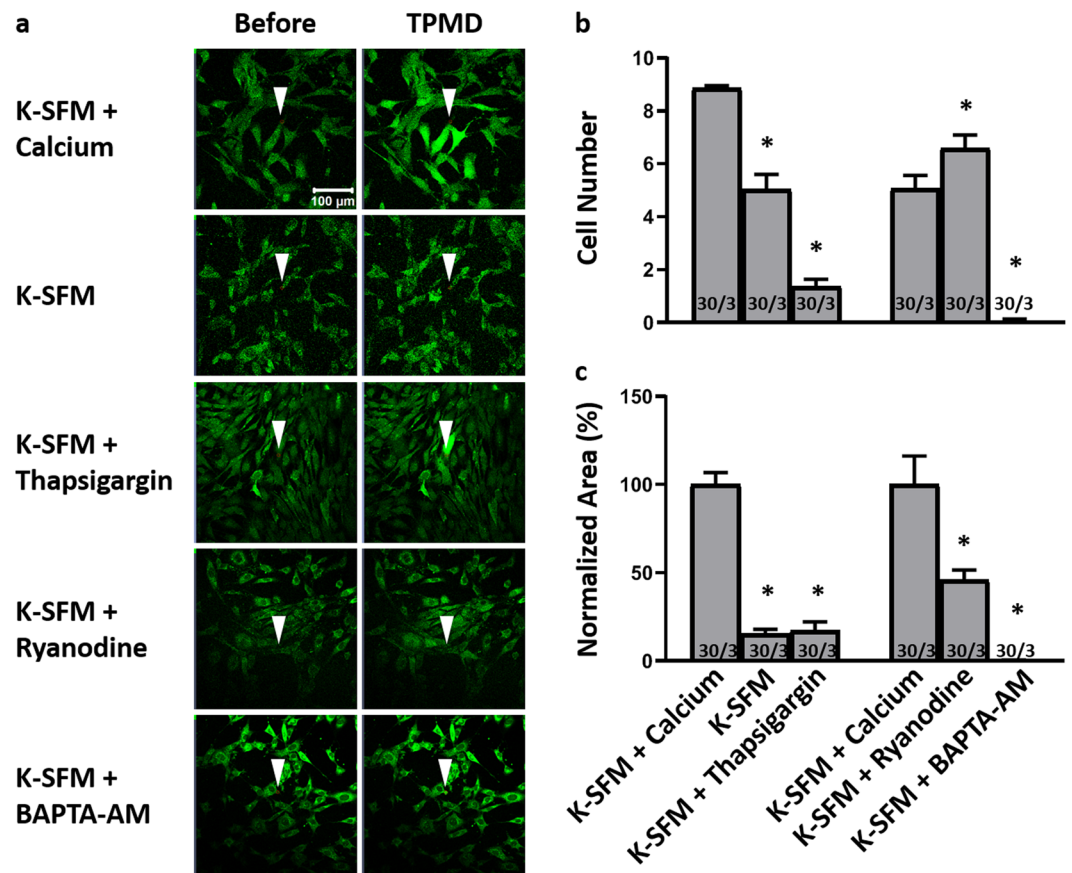 a
Before
TPMD
K-SFM +
Calcium
100 µm
K-SFM
K-SFM +
Thapsigargin
K-SFM +
Ryanodine
K-SFM +
BAPTA-AM
b
Cell Number
10
8
6
4
2
0
*
*
*
*
30/3
30/3
30/3
30/3
30/3
30/3
c
Normalized Area (%)
150
100
50
0
*
*
*
*
30/3
30/3
30/3
30/3
30/3
30/3
K-SFM + Calcium
K-SFM
K-SFM + Thapsigargin
K-SFM + Calcium
K-SFM + Ryanodine
K-SFM + BAPTA-AM